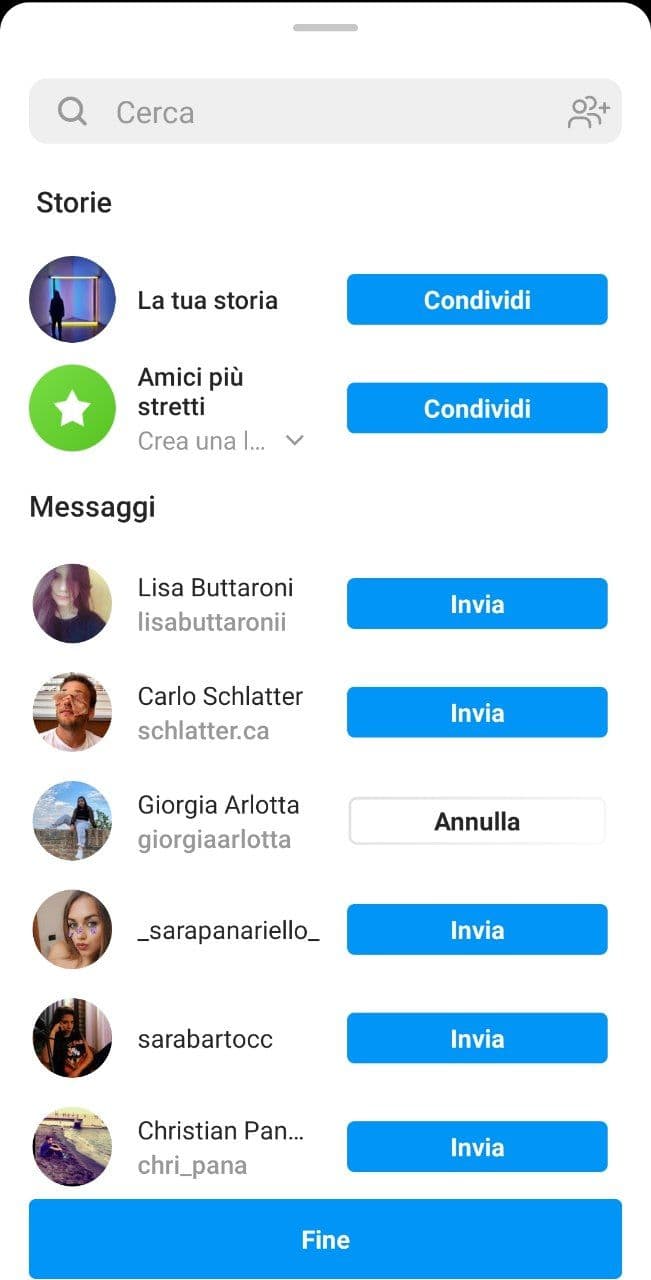 Cerca
Storie
La tua storia
Condividi
Amici più
stretti
Crea una l...
Condividi
Messaggi
Lisa Buttaroni
lisabuttaronii
Invia
Carlo Schlatter
schlatter.ca
Invia
Giorgia Arlotta
giorgiaarlotta
Annulla
_sarapanariello_
Invia
sarabartocc
Invia
Christian Pan...
chri_pana
Invia
Fine